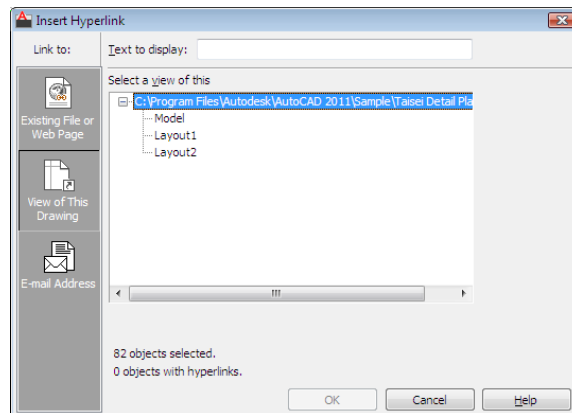 Insert Hyperlink
Link to:
Text to display:
Existing File or
Web Page
View of This
Drawing
E-mail Address
Select a view of this
C:\Program Files\Autodesk\AutoCAD 2011\Sample\Taisei Detail Pla
Model
Layout1
Layout2
82 objects selected.
0 objects with hyperlinks.
OK
Cancel
Help